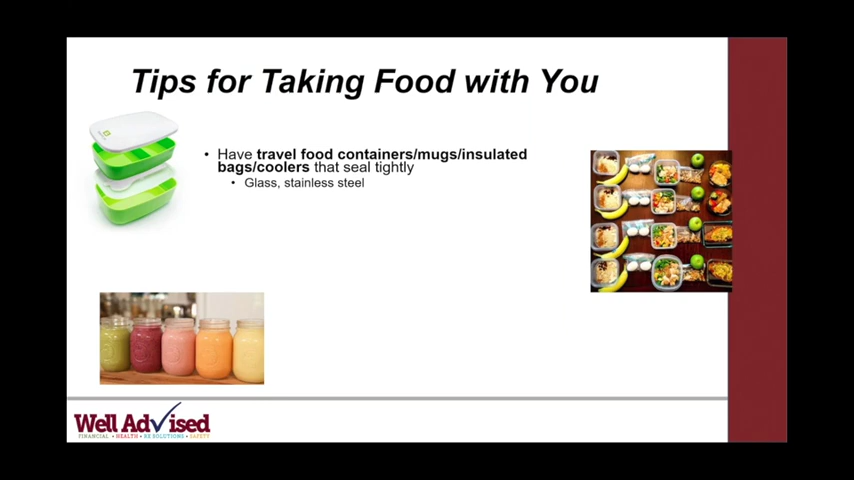 Tips for Taking Food with You
• Have travel food containers/mugs/insulated
bags/coolers that seal tightly
• Glass, stainless steel
Well Advised
FINANCIAL • HEALTH • RE SOLUTIONS • SAFETY